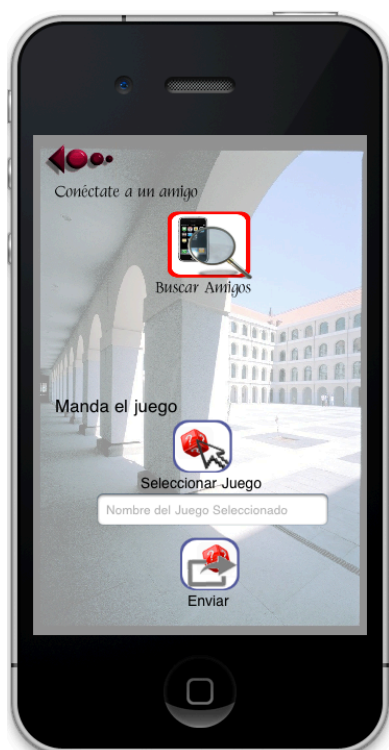 Conéctate a un amigo
Buscar Amigos
Manda el juego
Seleccionar Juego
Nombre del Juego Seleccionado
Enviar